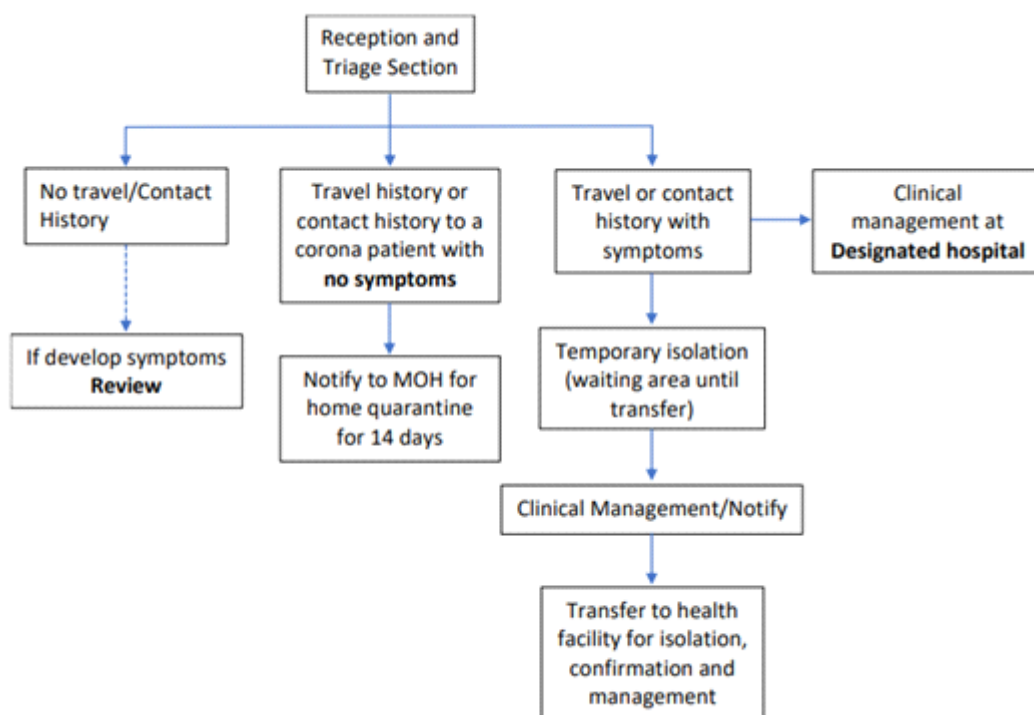 Reception and
Triage Section
No travel/Contact
History
Travel history or
contact history to a
corona patient with
no symptoms
Travel or contact
history with
symptoms
Clinical
management at
Designated hospital
If develop symptoms
Review
Notify to MOH for
home quarantine
for 14 days
Temporary isolation
(waiting area until
transfer)
Clinical Management/Notify
Transfer to health
facility for isolation,
confirmation and
management